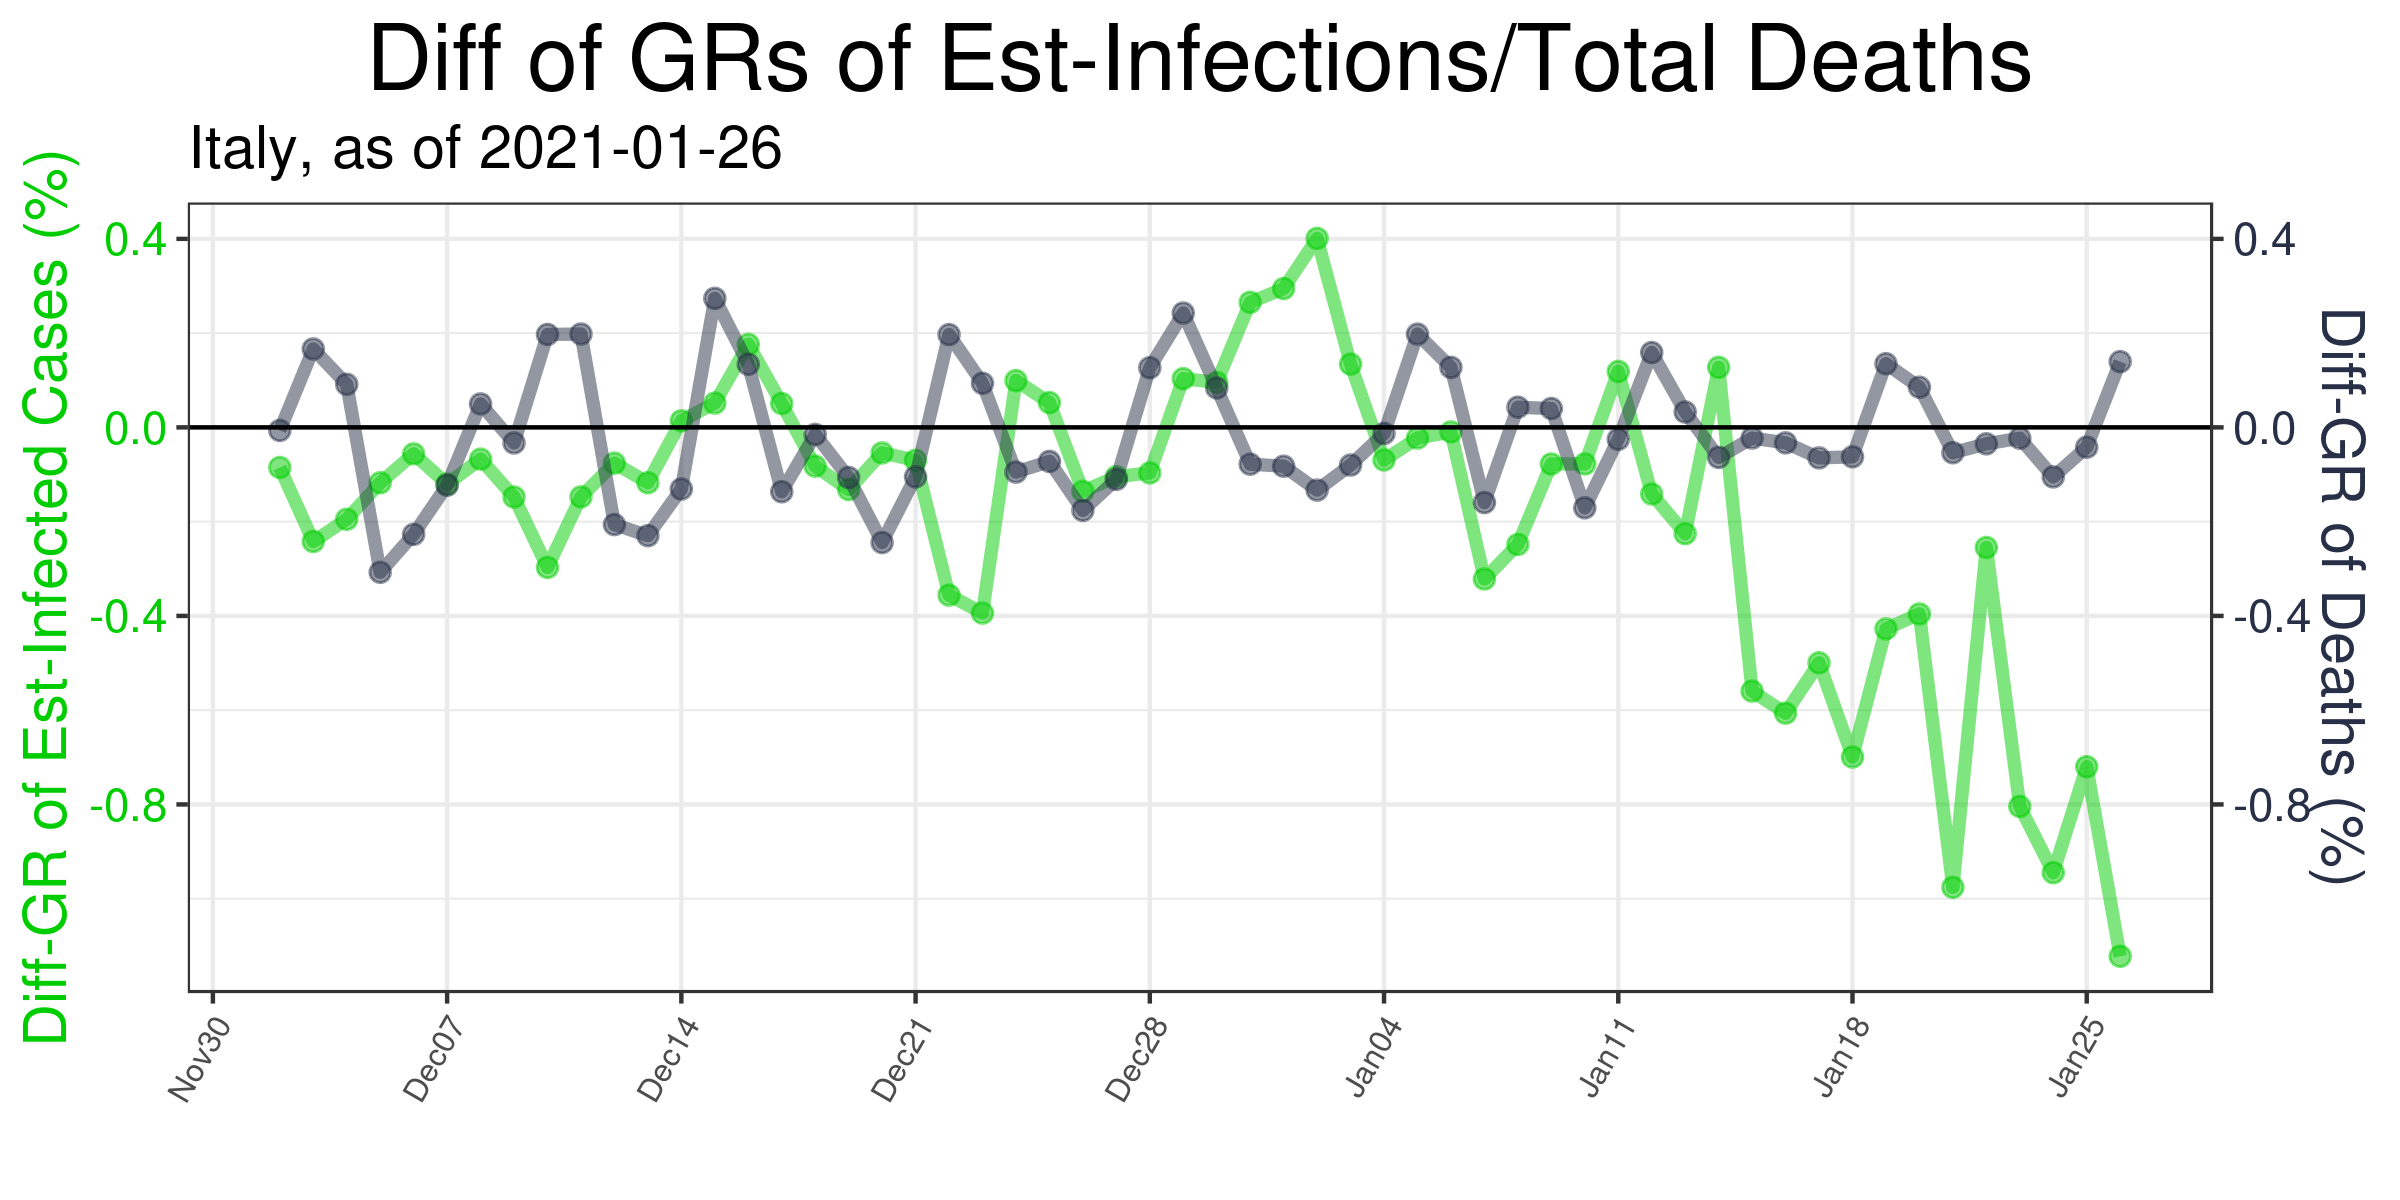 Diff of GRs of Est-Infections/Total Deaths
Italy, as of 2021-01-26
Diff-GR of Est-Infected Cases (%)
0.4
0.0
-0.4
-0.8
0.4
0.0
-0.4
-0.8
Diff-GR of Deaths (%)
Nov30
Dec07
Dec14
Dec21
Dec28
Jan04
Jan11
Jan18
Jan25